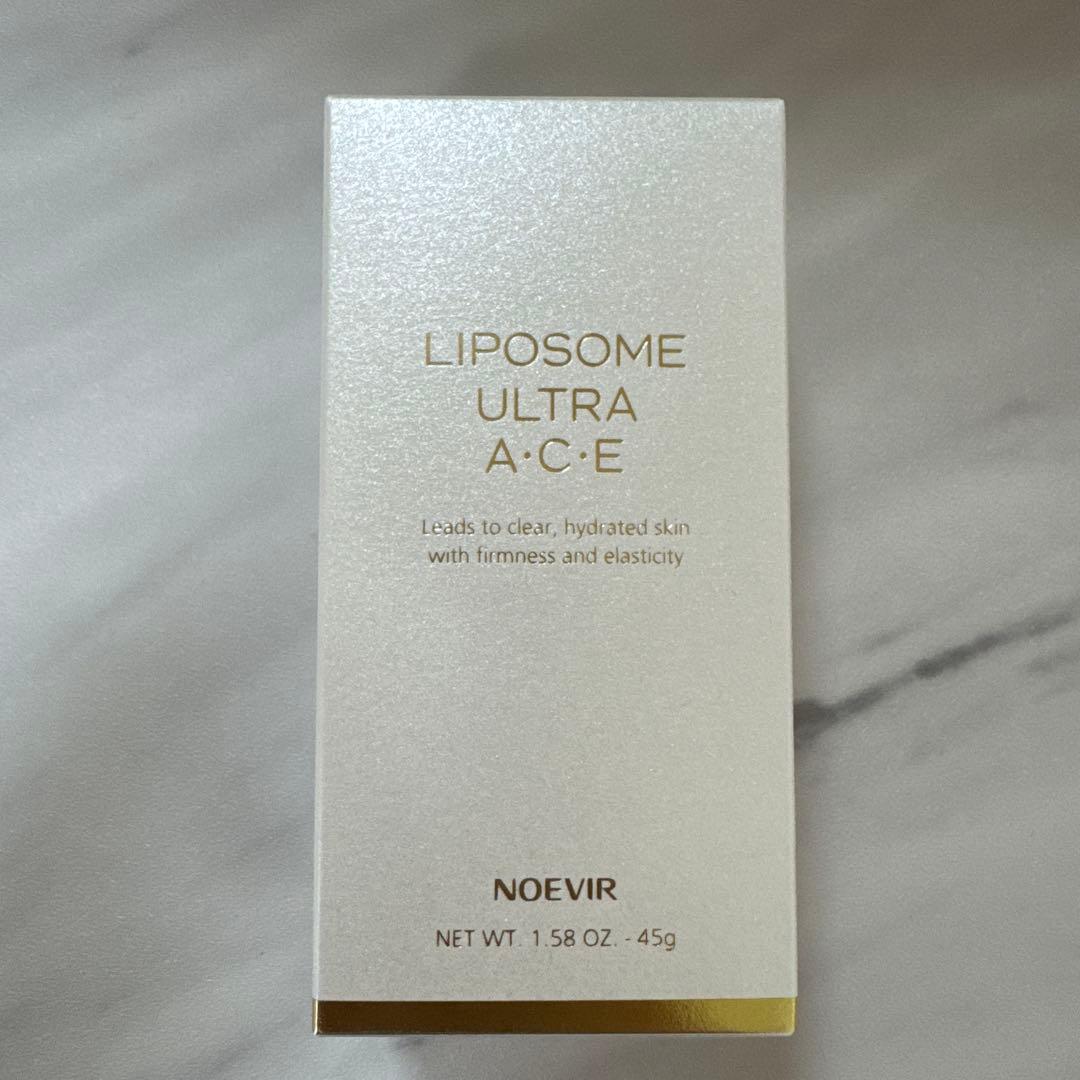 LIPOSOME
ULTRA
A·C·E
Leads to clear, hydrated skin
with firmness and elasticity
NOEVIR
NET WT. 1.58 OZ. - 45g